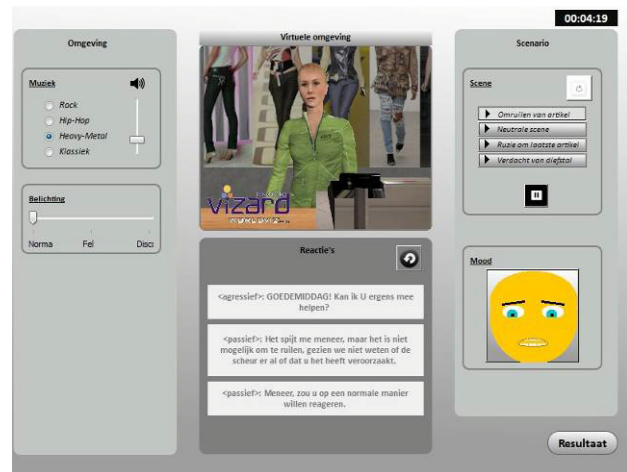 00:04:19
Omgeving
Muziek
Rock
Hip-Hop
Heavy-Metal
Klassiek
Belichting
Norma
Fel
Disc
Virtuele omgeving
vizard
WORLDVIZ
Reactie's
<agressief>: GOEDEMIDDAG! Kan ik U ergens mee
helpen?
<passief>: Het spijt me meneer, maar het is niet
mogelijk om te ruilen, gezien we niet weten of de
scheur er al of dat u het heeft veroorzaakt.
<passief>: Meneer, zou u op een normale manier
willen reageren.
Scenario
Scene
Omruilen van artikel
Neutrale scene
Ruzie om laatste artikel
Verdacht van diefstal
Mood
Resultaat